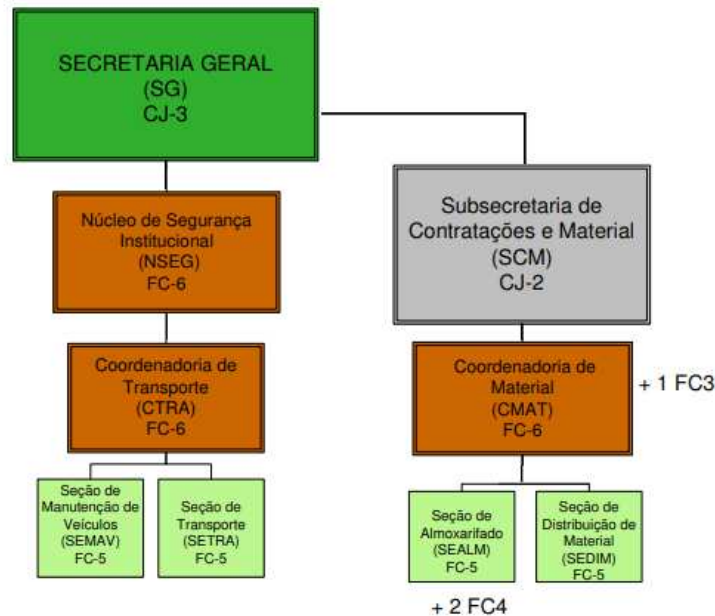 SECRETARIA GERAL
(SG)
CJ-3
Núcleo de Segurança
Institucional
(NSEG)
FC-6
Subsecretaria de
Contratações e Material
(SCM)
CJ-2
Coordenadoria de
Transporte
(CTRA)
FC-6
Coordenadoria de
Material
(CMAT)
FC-6
+ 1 FC3
Seção de
Manutenção de
Veículos
(SEMAV)
FC-5
Seção de
Transporte
(SETRA)
FC-5
Seção de
Almoxarifado
(SEALM)
FC-5
Seção de
Distribuição de
Material
(SEDIM)
FC-5
+ 2 FC4